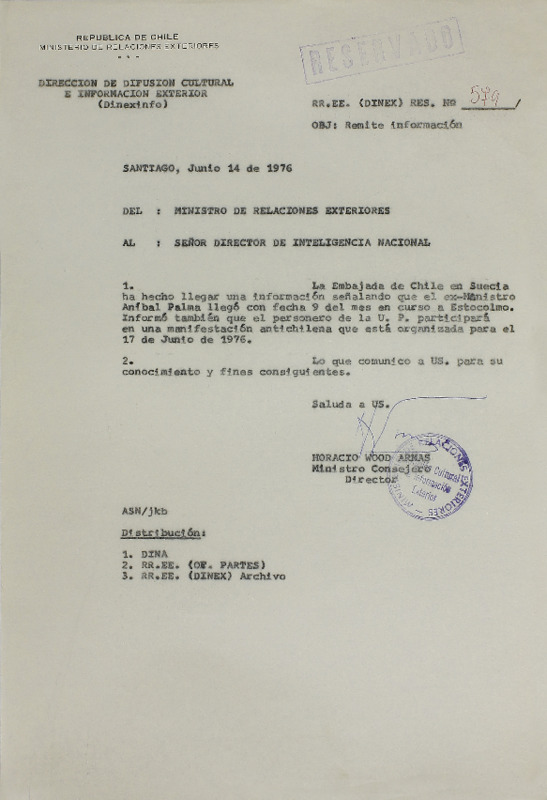 REPUBLICA DE CHILE
MINISTERIO DE RELACIONES EXTERIORES
RESERVADO
DIRECCION DE DIFUSION CULTURAL
E INFORMACION EXTERIOR
(Dinexinfo)
RR.EE. (DINEX) RES. Nº 579/
OBJ: Remite información
SANTIAGO, Junio 14 de 1976
DEL : MINISTRO DE RELACIONES EXTERIORES
AL : SEÑOR DIRECTOR DE INTELIGENCIA NACIONAL
1. La Embajada de Chile en Suecia
ha hecho llegar una información señalando que el ex-Ministro
Aníbal Palma llegó con fecha 9 del mes en curso a Estocolmo.
Informó también que el personero de la U. P. participará
en una manifestación antichilena que está organizada para el
17 de Junio de 1976.
2. Lo que comunico a US. para su
conocimiento y fines consiguientes.
Saluda a US.
HORACIO WOOD ARMAS
Ministro Consejero
Director
RELACIONES EXTERIORES
Cultural
Información
Exterior
ASN/jkb
Distribución:
1. DINA
2. RR.EE. (OF. PARTES)
3. RR.EE. (DINEX) Archivo